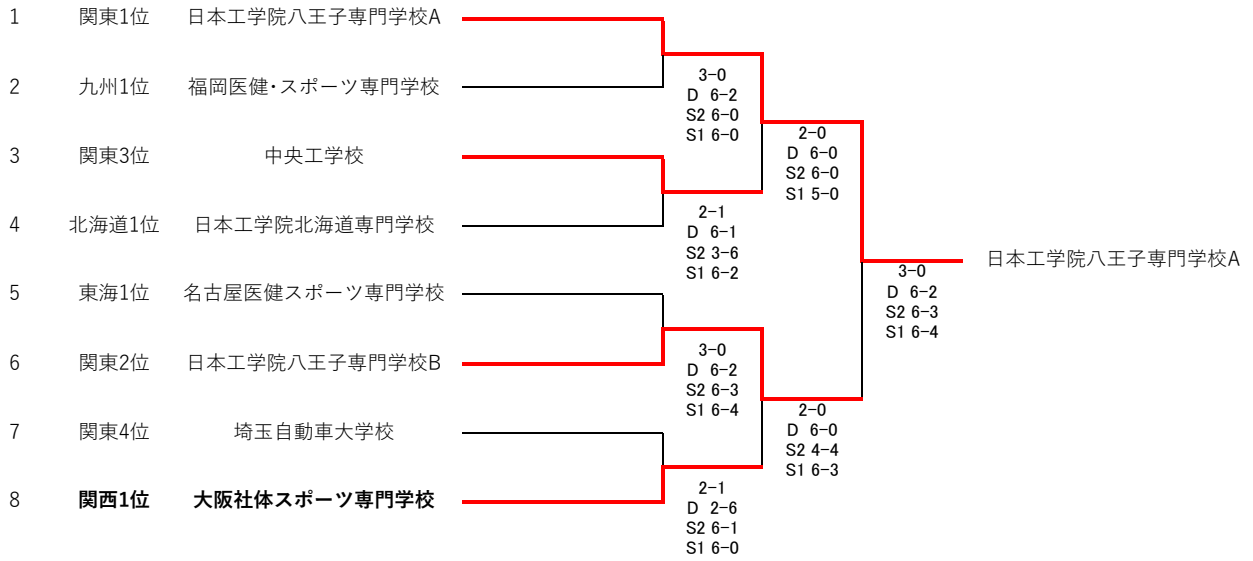 1 関東1位 日本工学院八王子専門学校A
2 九州1位 福岡医健・スポーツ専門学校
3-0
D 6-2
S2 6-0
S1 6-0
3 関東3位 中央工学校
2-0
D 6-0
S2 6-0
S1 5-0
4 北海道1位 日本工学院北海道専門学校
2-1
D 6-1
S2 3-6
S1 6-2
日本工学院八王子専門学校A
3-0
D 6-2
S2 6-3
S1 6-4
5 東海1位 名古屋医健スポーツ専門学校
6 関東2位 日本工学院八王子専門学校B
3-0
D 6-2
S2 6-3
S1 6-4
7 関東4位 埼玉自動車大学校
2-0
D 6-0
S2 4-4
S1 6-3
8 関西1位 大阪社体スポーツ専門学校
2-1
D 2-6
S2 6-1
S1 6-0